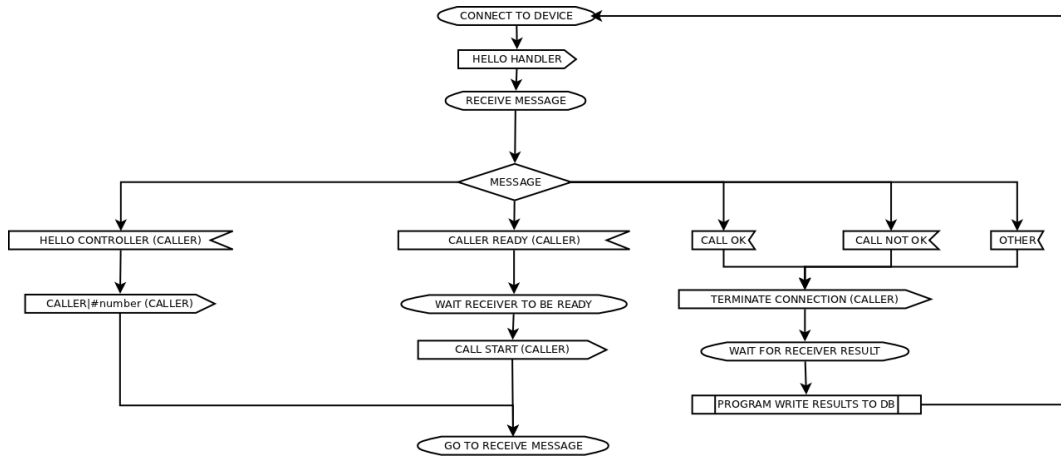 CONNECT TO DEVICE
HELLO HANDLER
RECEIVE MESSAGE
MESSAGE
HELLO CONTROLLER (CALLER)
CALLER READY (CALLER)
CALL OK
CALL NOT OK
OTHER
CALLER|#number (CALLER)
WAIT RECEIVER TO BE READY
TERMINATE CONNECTION (CALLER)
CALL START (CALLER)
WAIT FOR RECEIVER RESULT
PROGRAM WRITE RESULTS TO DB
GO TO RECEIVE MESSAGE